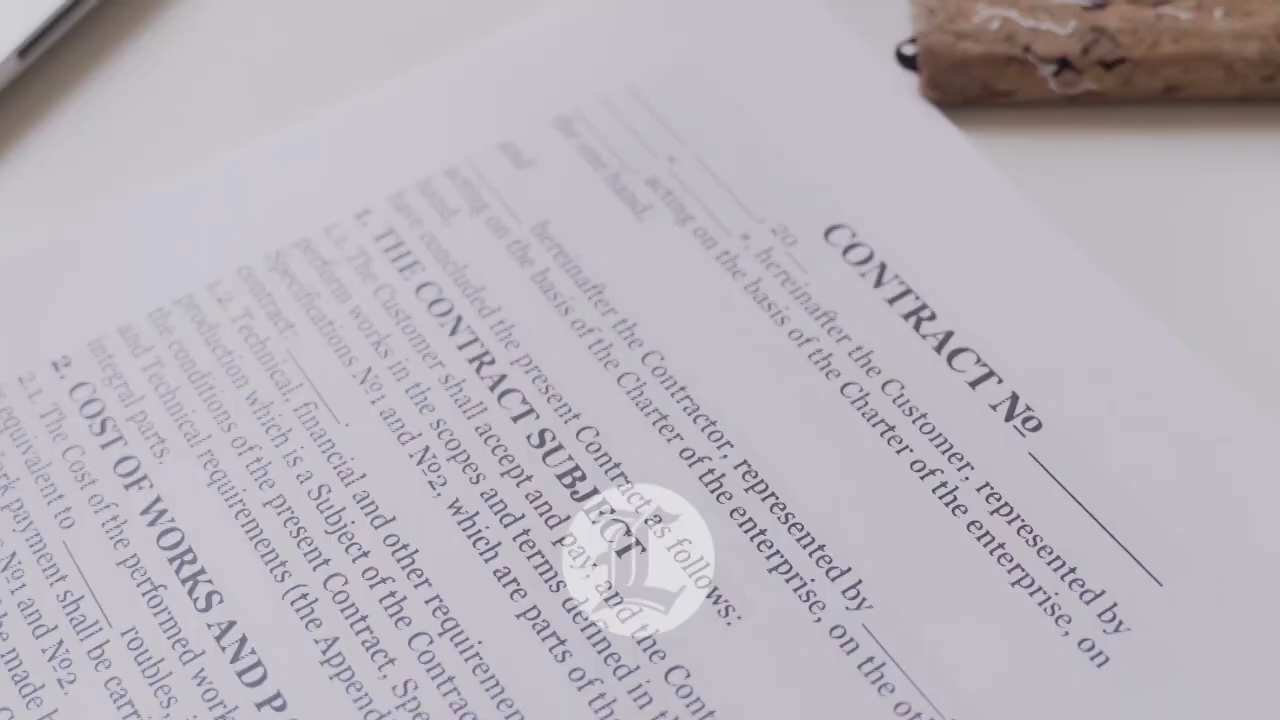 CONTRACT №
20
", hereinafter the Customer, represented by
acting on the basis of the Charter of the enterprise, on
the one hand,
and
hereinafter the Contractor, represented by
acting on the basis of the Charter of the enterprise, on the
hand,
have concluded the present Contract as follows:
1. THE CONTRACT SUBJECT
1.1. The Customer shall accept and pay, and the
perform works in the scopes and terms defined in
Specifications №1 and №2, which are parts of the
contract.
1.2. Technical, financial and other
production which is a Subject of the
the conditions of the present Contract,
and Technical requirements (the
integral parts.
2. COST OF WORKS AND
2.1. The Cost of the performed
equivalent to roubles,
payment shall be
№1 and №2.
be made
L